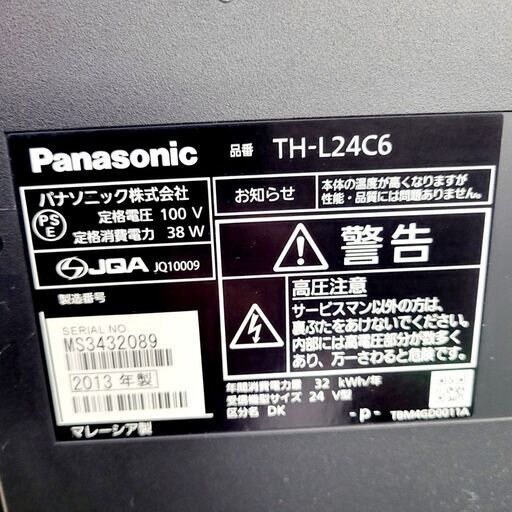 Panasonic 品番 TH-L24C6
パナソニック株式会社
PSE
定格電圧 100 V
定格消費電力 38 W
お知らせ
本体の温度が高くなりますが
性能・品質には問題ありません。
JQA JQ10009
警告
高圧注意
サービスマン以外の方は、
裏ぶたをあけないでください。
内部には高電圧部分が数多く
あり、万一さわると危険です。
製造番号
SERIAL NO.
MS3432089
2013 年製
マレーシア製
年間消費電力量 32 kWh/年
受信機型サイズ 24 V型
区分名 DK
-P-
TBM4GD0011A